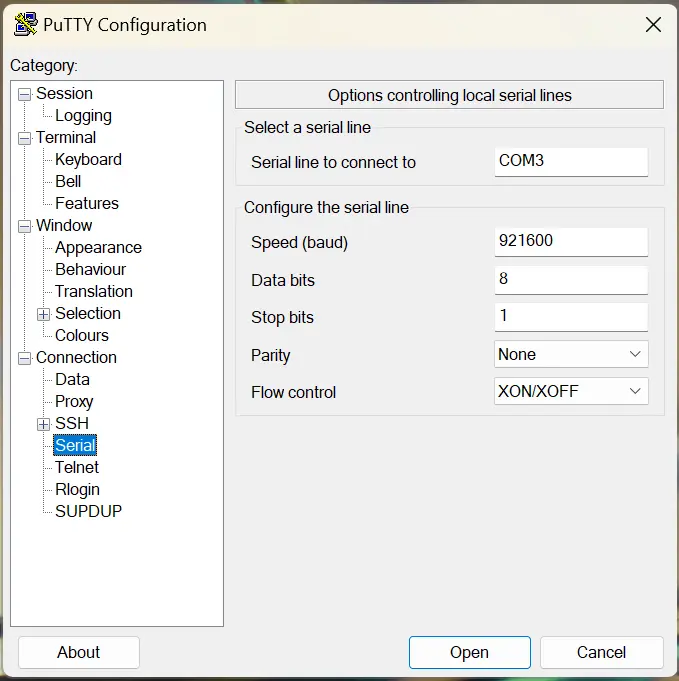 PuTTY Configuration
Category:
Session
Logging
Terminal
Keyboard
Bell
Features
Window
Appearance
Behaviour
Translation
Selection
Colours
Connection
Data
Proxy
SSH
Serial
Telnet
Rlogin
SUPDUP
Options controlling local serial lines
Select a serial line
Serial line to connect to COM3
Configure the serial line
Speed (baud) 921600
Data bits 8
Stop bits 1
Parity None
Flow control XON/XOFF
About Open Cancel